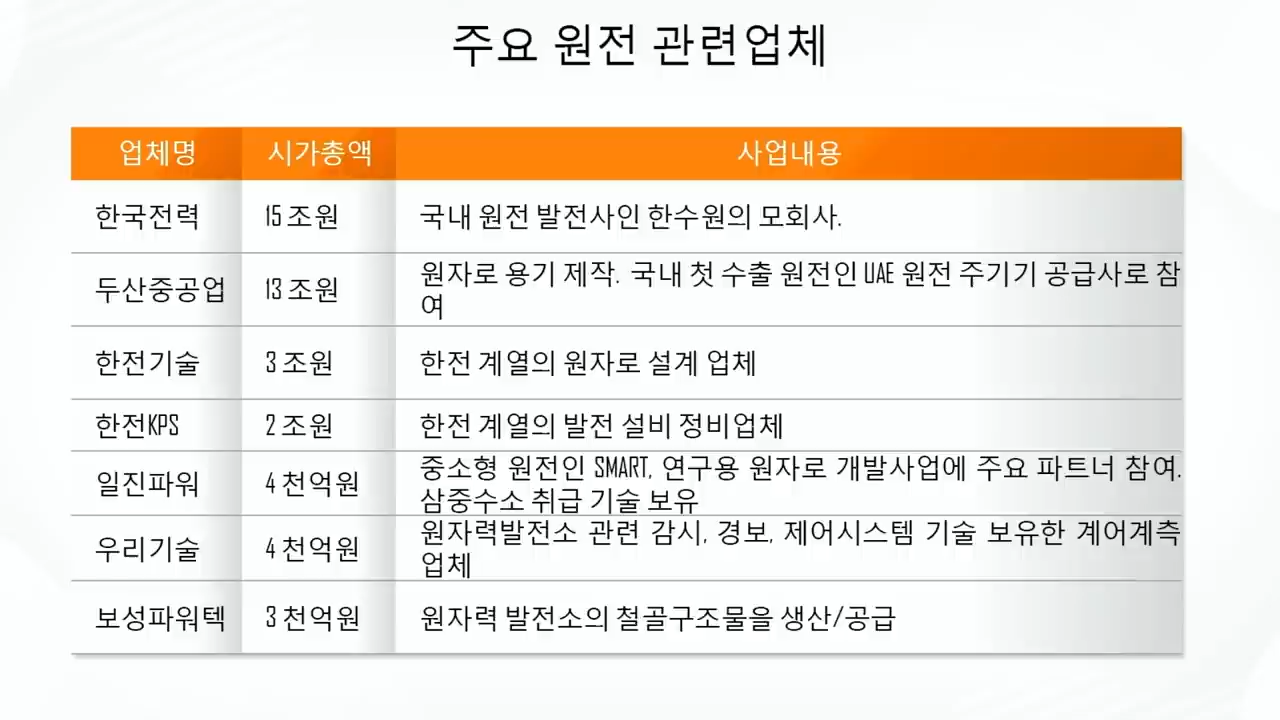 주요 원전 관련업체
업체명 시가총액 사업내용
한국전력 15조원 국내 원전 발전사인 한수원의 모회사.
두산중공업 13조원 원자로 용기 제작. 국내 첫 수출 원전인 UAE 원전 주기기 공급사로 참
여
한전기술 3조원 한전 계열의 원자로 설계 업체
한전KPS 2조원 한전 계열의 발전 설비 정비업체
일진파워 4천억원 중소형 원전인 SMART, 연구용 원자로 개발사업에 주요 파트너 참여.
삼중수소 취급 기술 보유
우리기술 4천억원 원자력발전소 관련 감시, 경보, 제어시스템 기술 보유한 계어계측
업체
보성파워텍 3천억원 원자력 발전소의 철골구조물을 생산/공급